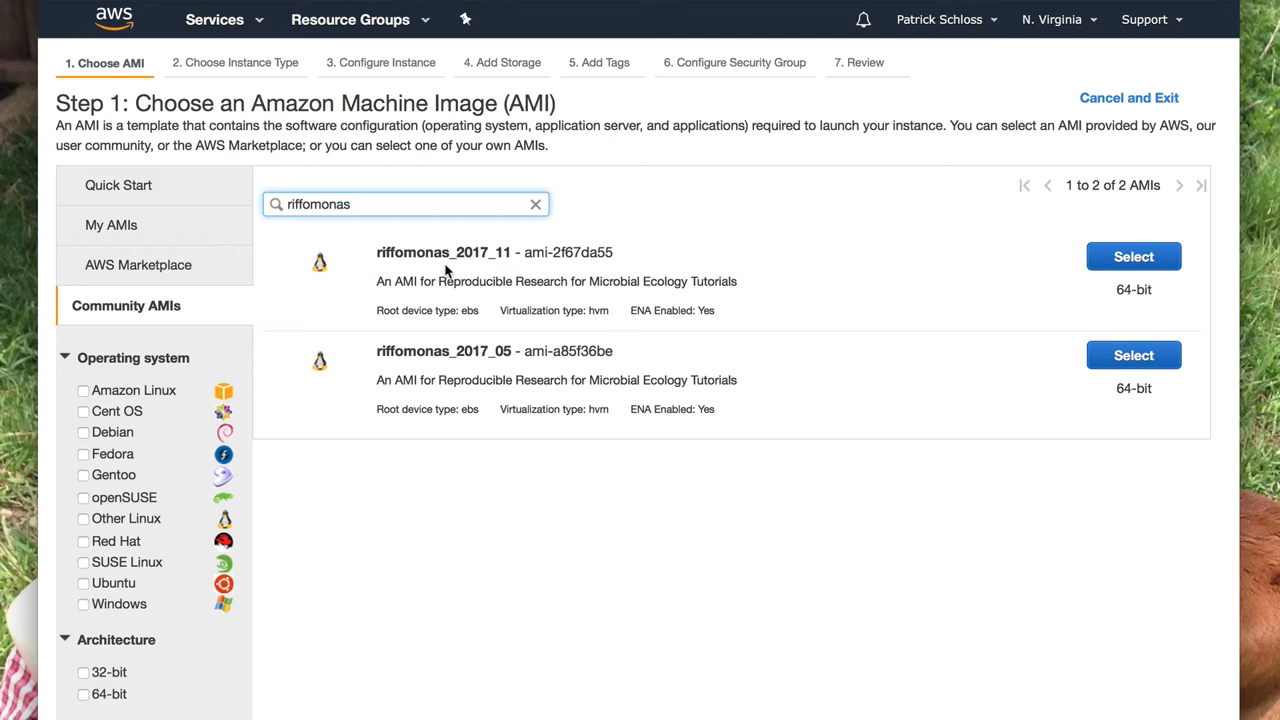 aws Services Resource Groups Patrick Schloss N. Virginia Support
1. Choose AMI 2. Choose Instance Type 3. Configure Instance 4. Add Storage 5. Add Tags 6. Configure Security Group 7. Review
Step 1: Choose an Amazon Machine Image (AMI)
Cancel and Exit
An AMI is a template that contains the software configuration (operating system, application server, and applications) required to launch your instance. You can select an AMI provided by AWS, our
user community, or the AWS Marketplace; or you can select one of your own AMIs.
Quick Start
My AMIs
AWS Marketplace
Community AMIs
Operating system
Amazon Linux
Cent OS
Debian
Fedora
Gentoo
openSUSE
Other Linux
Red Hat
SUSE Linux
Ubuntu
Windows
Architecture
32-bit
64-bit
riffomonas
1 to 2 of 2 AMIs
riffomonas_2017_11 - ami-2f67da55
An AMI for Reproducible Research for Microbial Ecology Tutorials
Root device type: ebs Virtualization type: hvm ENA Enabled: Yes
Select
64-bit
riffomonas_2017_05 - ami-a85f36be
An AMI for Reproducible Research for Microbial Ecology Tutorials
Root device type: ebs Virtualization type: hvm ENA Enabled: Yes
Select
64-bit